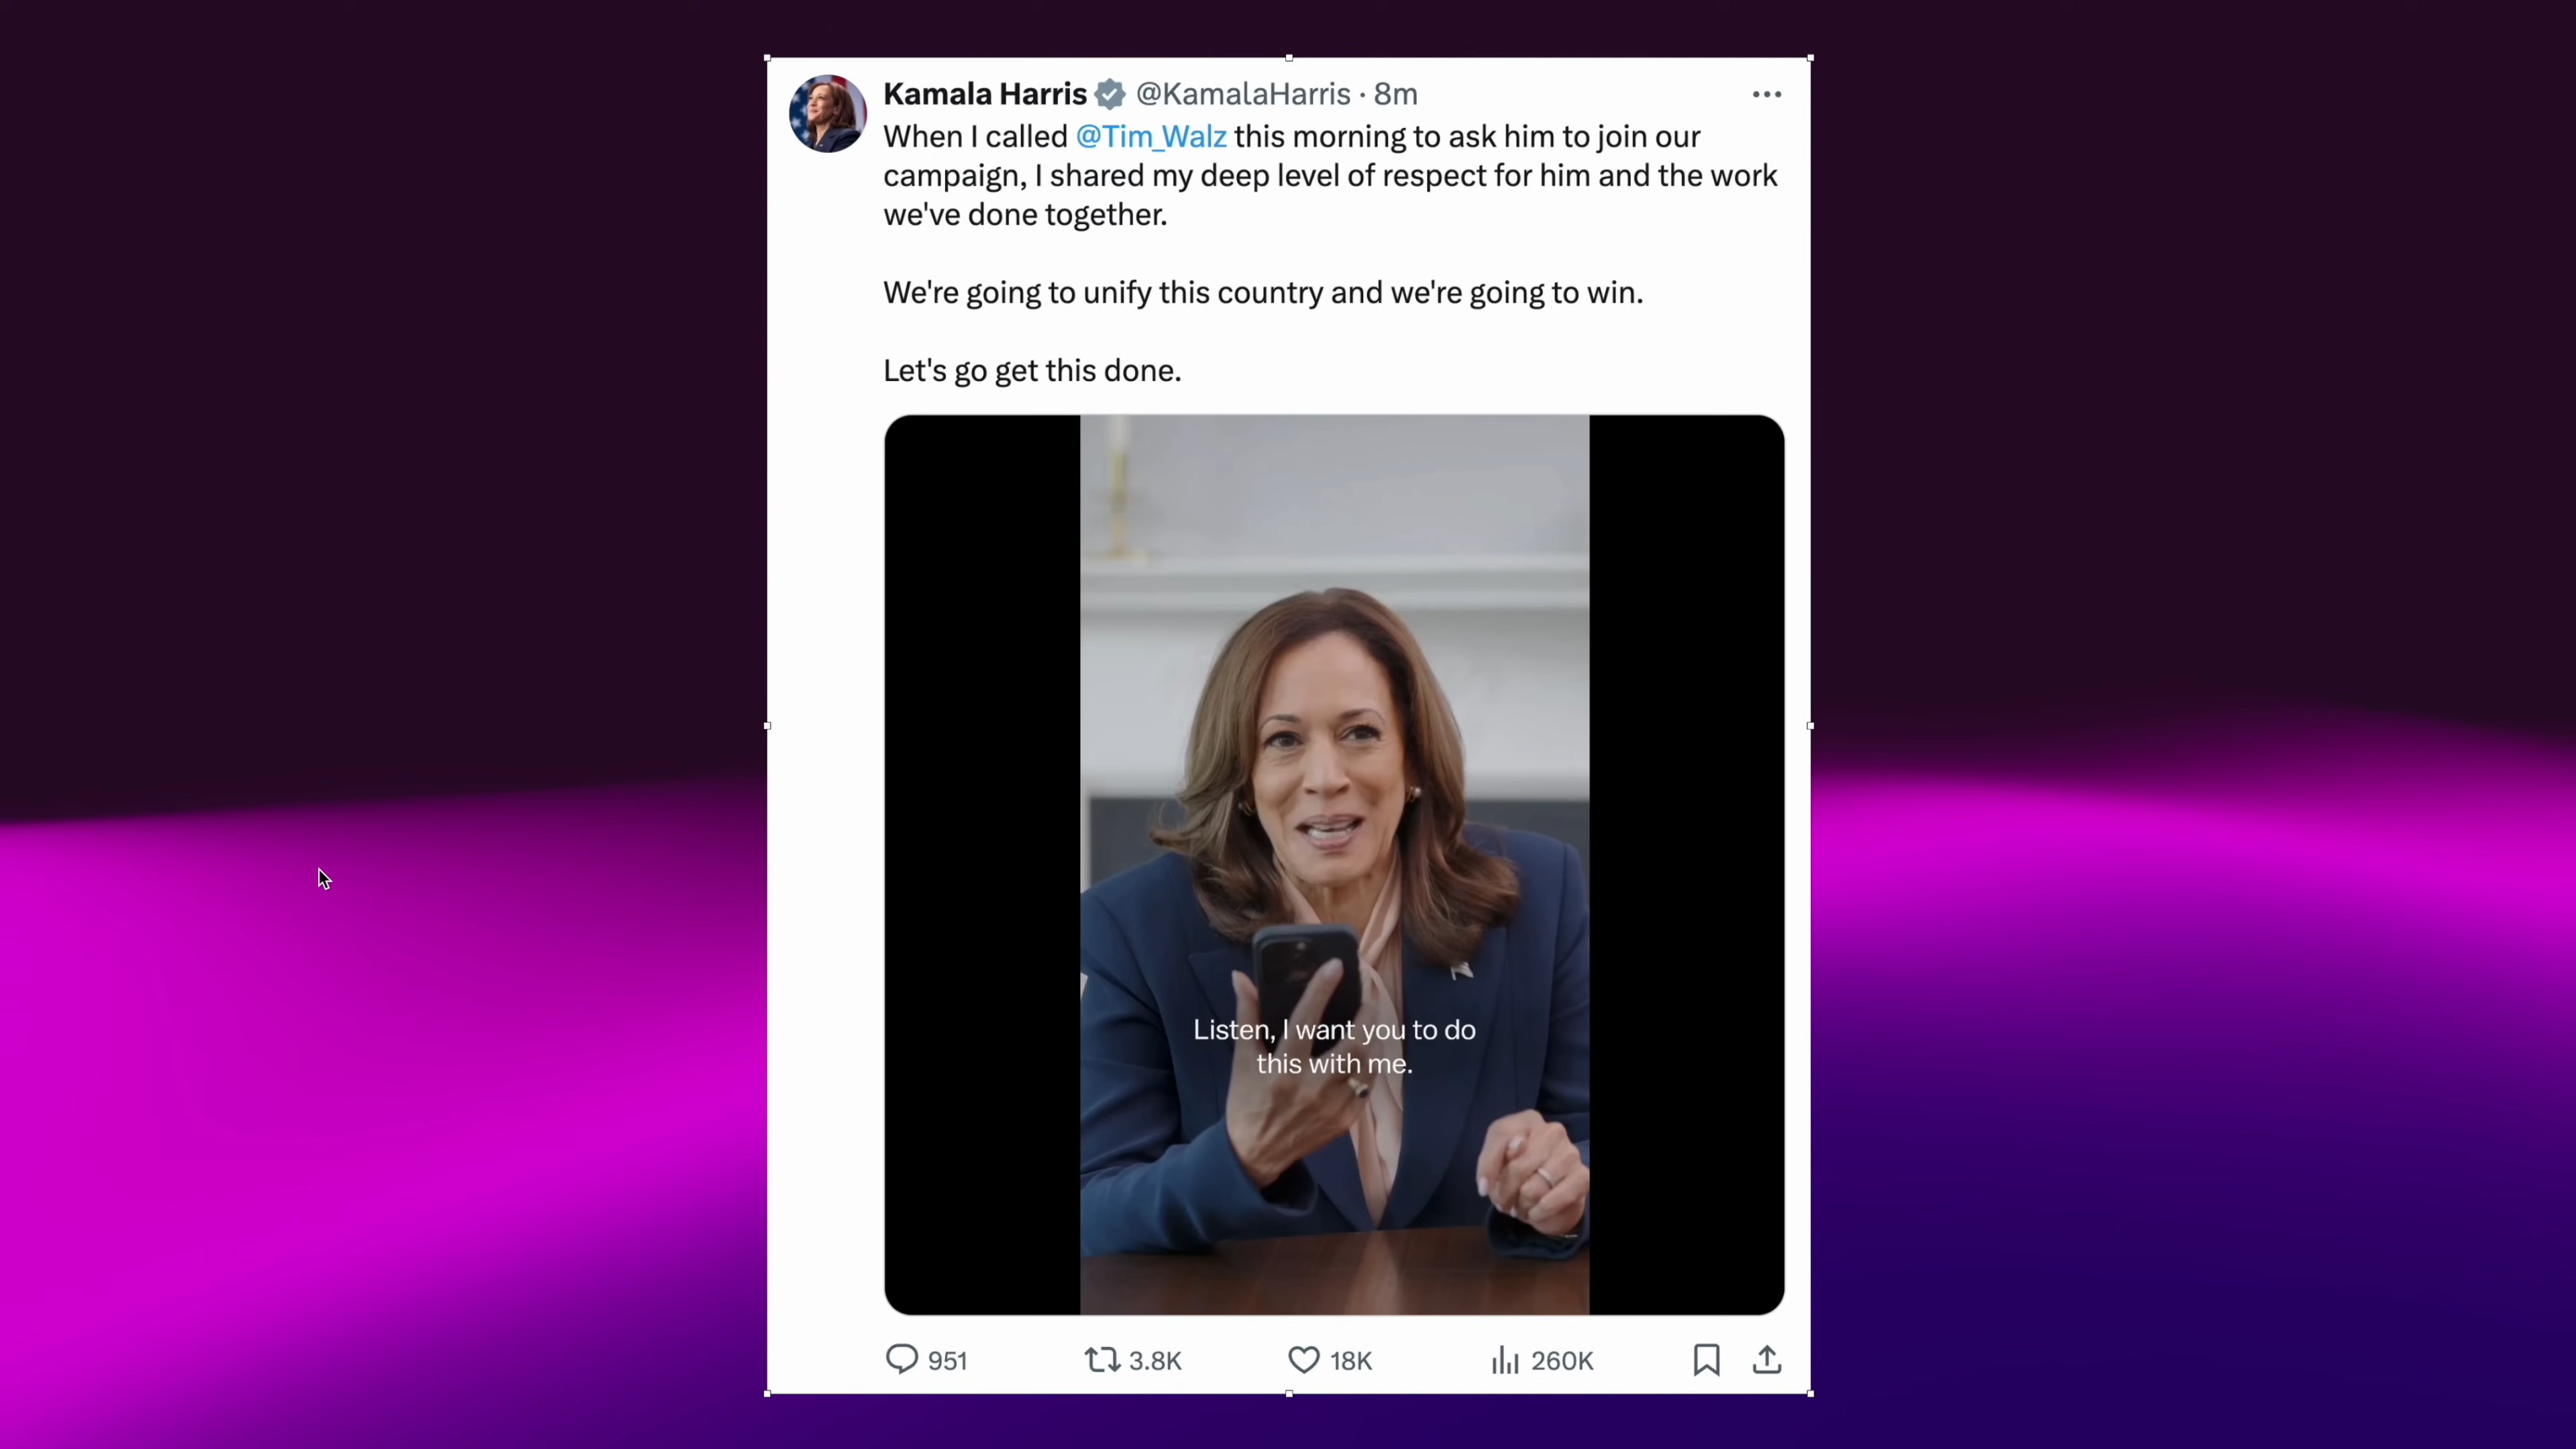 Kamala Harris @KamalaHarris · 8m
When I called @Tim_Walz this morning to ask him to join our
campaign, I shared my deep level of respect for him and the work
we've done together.
We're going to unify this country and we're going to win.
Let's go get this done.
Listen, I want you to do
this with me.
951 3.8K 18K 260K